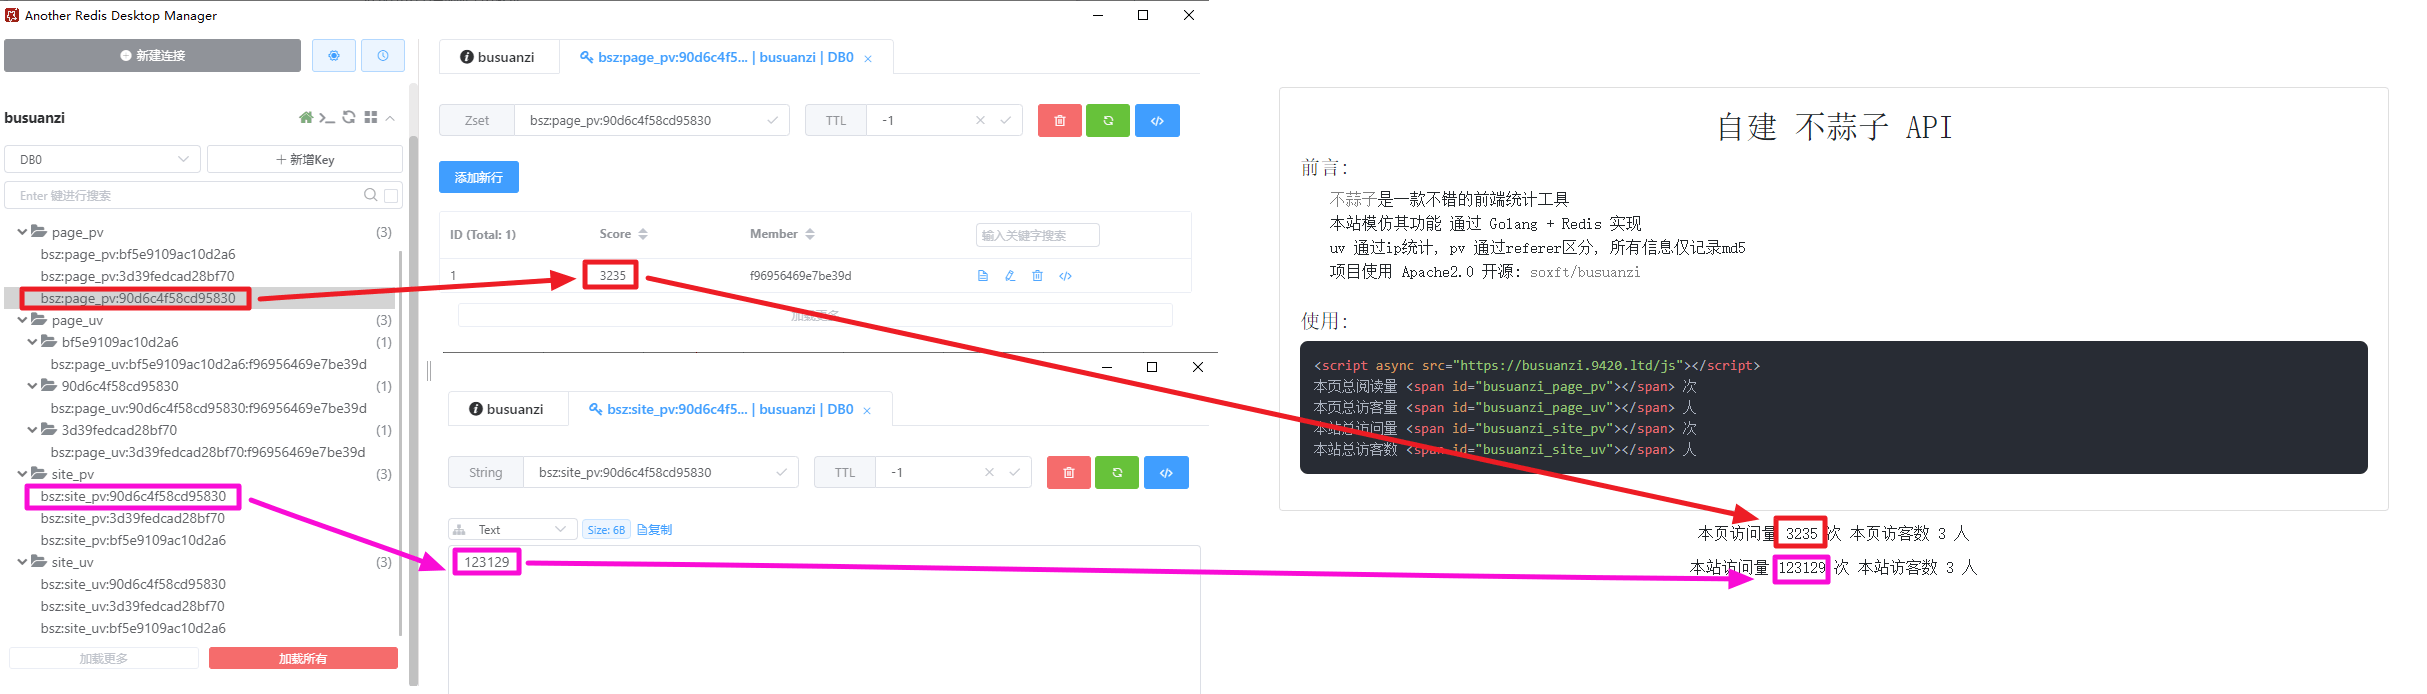 Another Redis Desktop Manager
新建连接
busuanzi
DB0
新增Key
Enter 键进行搜索
page_pv (3)
bsz:page_pv:bf5e9109ac10d2a6
bsz:page_pv:3d39fedcad28bf70
bsz:page_pv:90d6c4f58cd95830
page_uv (3)
bf5e9109ac10d2a6 (1)
bsz:page_uv:bf5e9109ac10d2a6:f96956469e7be39d
90d6c4f58cd95830 (1)
bsz:page_uv:90d6c4f58cd95830:f96956469e7be39d
3d39fedcad28bf70 (1)
bsz:page_uv:3d39fedcad28bf70:f96956469e7be39d
site_pv (3)
bsz:site_pv:90d6c4f58cd95830
bsz:site_pv:3d39fedcad28bf70
bsz:site_pv:bf5e9109ac10d2a6
site_uv (3)
bsz:site_uv:90d6c4f58cd95830
bsz:site_uv:3d39fedcad28bf70
bsz:site_uv:bf5e9109ac10d2a6
加载更多 加载所有
busuanzi bsz:page_pv:90d6c4f5... | busuanzi | DB0
Zset bsz:page_pv:90d6c4f58cd95830 TTL -1
添加新行
ID (Total: 1) Score Member 输入关键字搜索
1 3235 f96956469e7be39d
加载更多
busuanzi bsz:site_pv:90d6c4f5... | busuanzi | DB0
String bsz:site_pv:90d6c4f58cd95830 TTL -1
Text Size: 6B 复制
123129
自建 不蒜子 API
前言:
不蒜子是一款不错的前端统计工具
本站模仿其功能 通过 Golang + Redis 实现
uv 通过ip统计, pv 通过referer区分, 所有信息仅记录md5
项目使用 Apache2.0 开源: soxft/busuanzi
使用:
<script async src="https://busuanzi.9420.ltd/js"></script>
本页总阅读量 <span id="busuanzi_page_pv"></span> 次
本页总访客量 <span id="busuanzi_page_uv"></span> 人
本站总访问量 <span id="busuanzi_site_pv"></span> 次
本站总访客数 <span id="busuanzi_site_uv"></span> 人
本页访问量 3235 次 本页访客数 3 人
本站访问量 123129 次 本站访客数 3 人